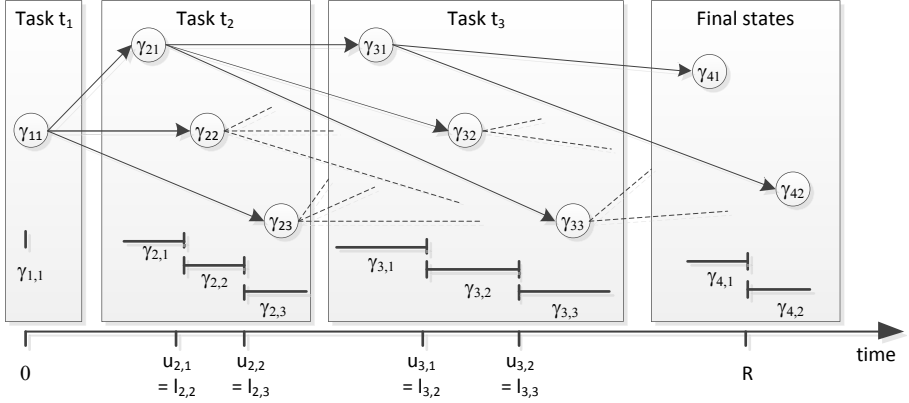 Task t₁
Task t₂
Task t₃
Final states
γ₂₁
γ₃₁
γ₄₁
γ₁₁
γ₂₂
γ₃₂
γ₄₂
γ₂₃
γ₃₃
γ₁,₁
γ₂,₁
γ₂,₂
γ₂,₃
γ₃,₁
γ₃,₂
γ₃,₃
γ₄,₁
γ₄,₂
time
0
u₂,₁
= l₂,₂
u₂,₂
= l₂,₃
u₃,₁
= l₃,₂
u₃,₂
= l₃,₃
R